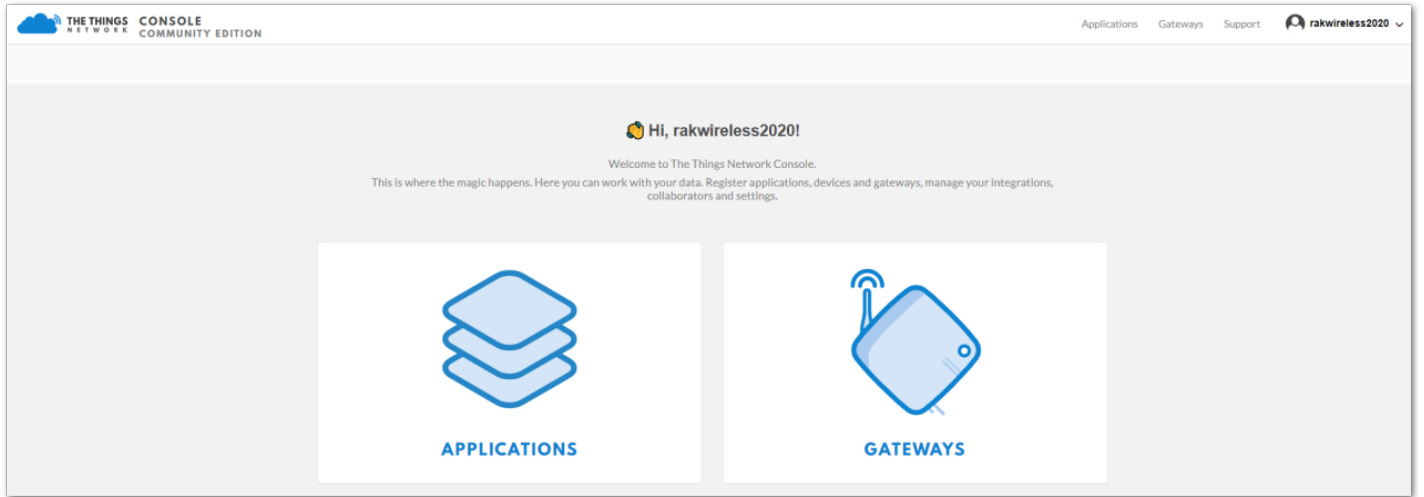 THE THINGS NETWORK CONSOLE COMMUNITY EDITION
Applications Gateways Support rakwireless2020
Hi, rakwireless2020!
Welcome to The Things Network Console.
This is where the magic happens. Here you can work with your data. Register applications, devices and gateways, manage your integrations,
collaborators and settings.
APPLICATIONS
GATEWAYS